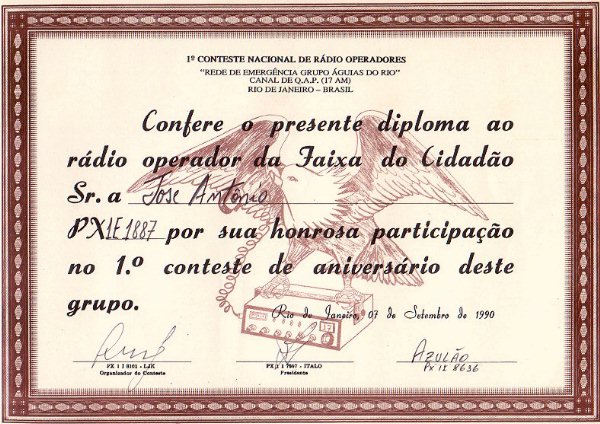 1º CONTESTE NACIONAL DE RÁDIO OPERADORES
"REDE DE EMERGÊNCIA GRUPO ÁGUIAS DO RIO"
CANAL DE Q.A.P. (17 AM)
RIO DE JANEIRO – BRASIL
Confere o presente diploma ao
rádio operador da Faixa do Cidadão
Sr. a José Antônio
PX1E1887 por sua honrosa participação
no 1.º conteste de aniversário deste
grupo.
Rio de Janeiro, 07 de Setembro de 1990
AZULÃO
PX 1I 8636
Organizador do Conteste
Presidente